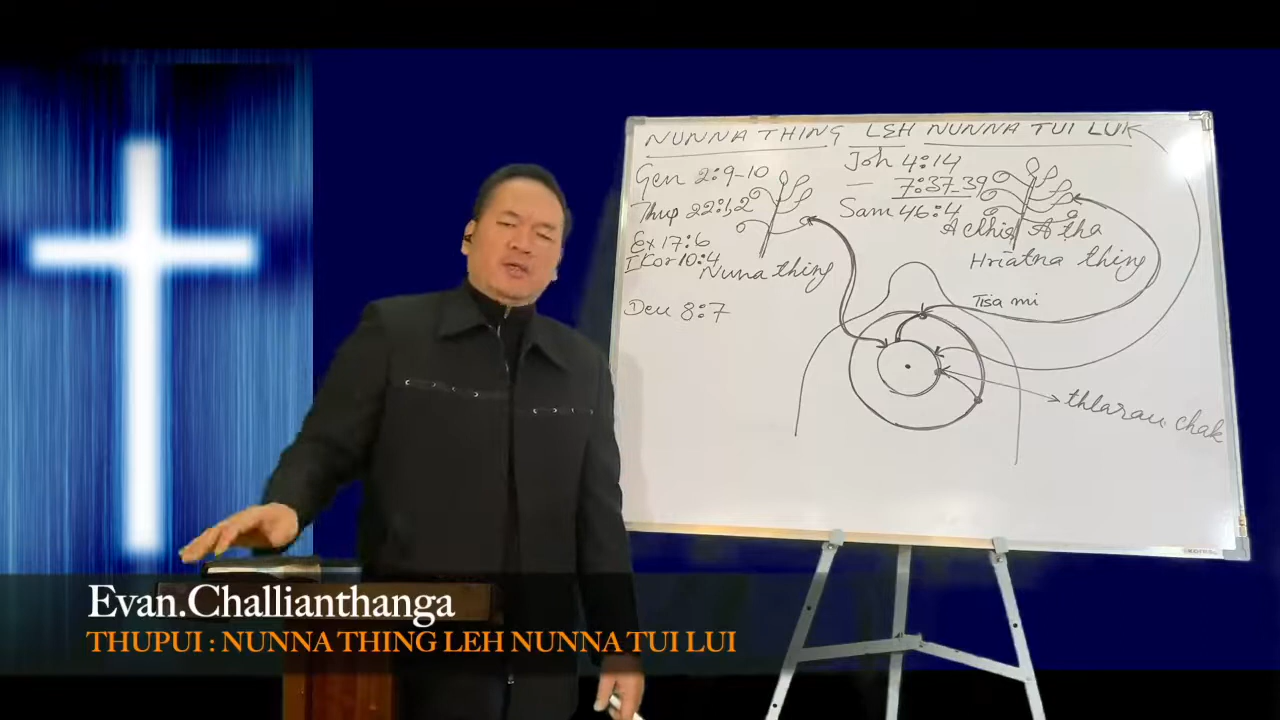 NUNNA THING LEH NUNNA TUI LUI
Gen 2:9-10
Thup 22:1,2
Ex 17:6
I Kor 10:4
Deu 8:7
Nuna thing
Joh 4:14
— 7:37-39
Sam 46:4
A chhia A tha
Hriatna thing
Tisa mi
thlarau chak
Evan.Challianthanga
THUPUI : NUNNA THING LEH NUNNA TUI LUI